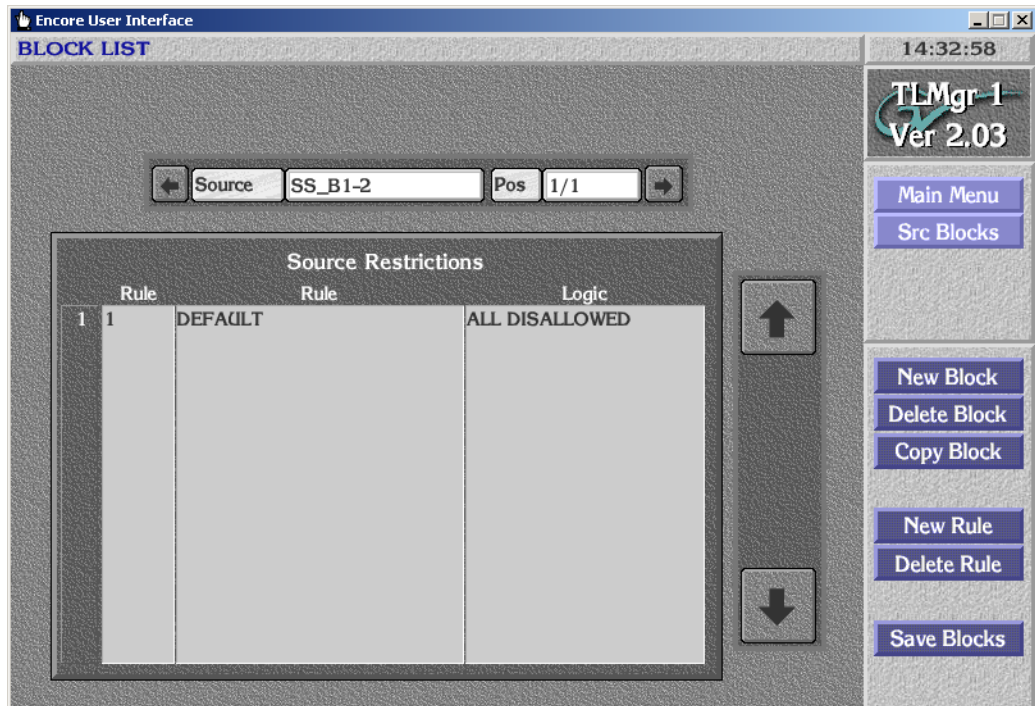 Encore User Interface
BLOCK LIST
14:32:58
TLMgr-1
Ver 2.03
Source SS_B1-2 Pos 1/1
Main Menu
Src Blocks
Source Restrictions
Rule Rule Logic
1 1 DEFAULT ALL DISALLOWED
New Block
Delete Block
Copy Block
New Rule
Delete Rule
Save Blocks